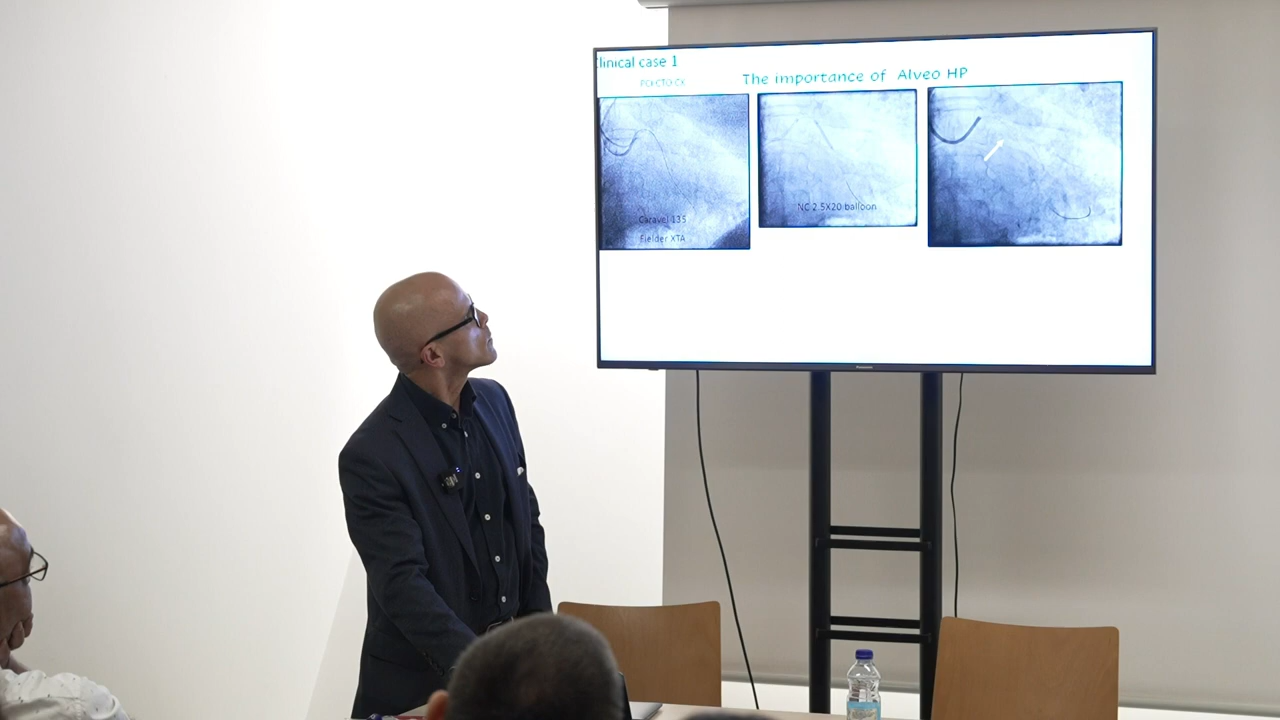 linical case 1
PCI CTO CX
The importance of Alveo HP
Caravel 135
Fielder XTA
NC 2.5X20 balloon
Panasonic